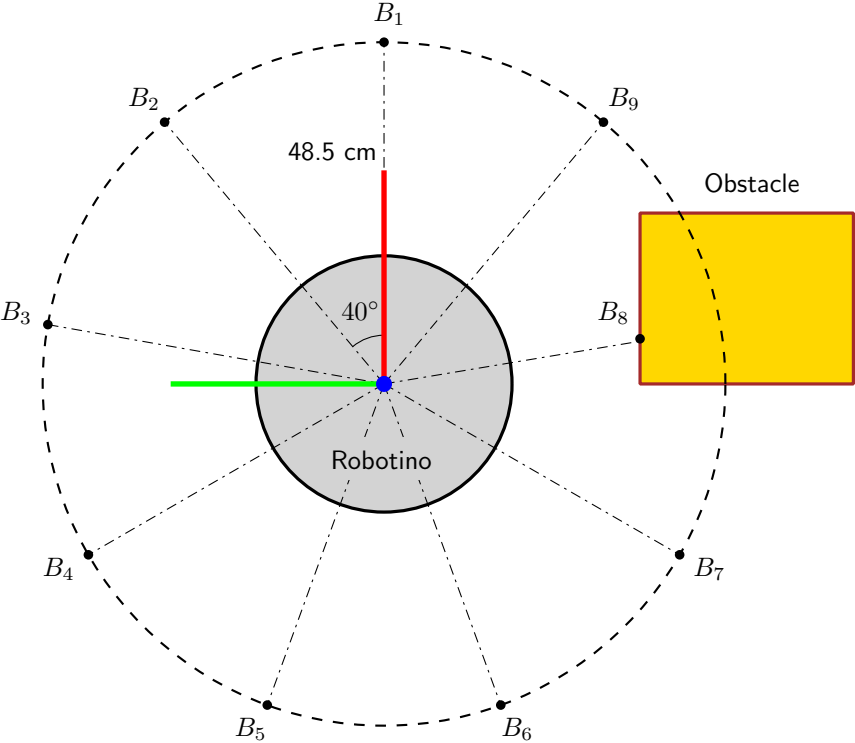 B₁
B₂
B₉
48.5 cm
Obstacle
40°
B₃
B₈
Robotino
B₄
B₇
B₅
B₆